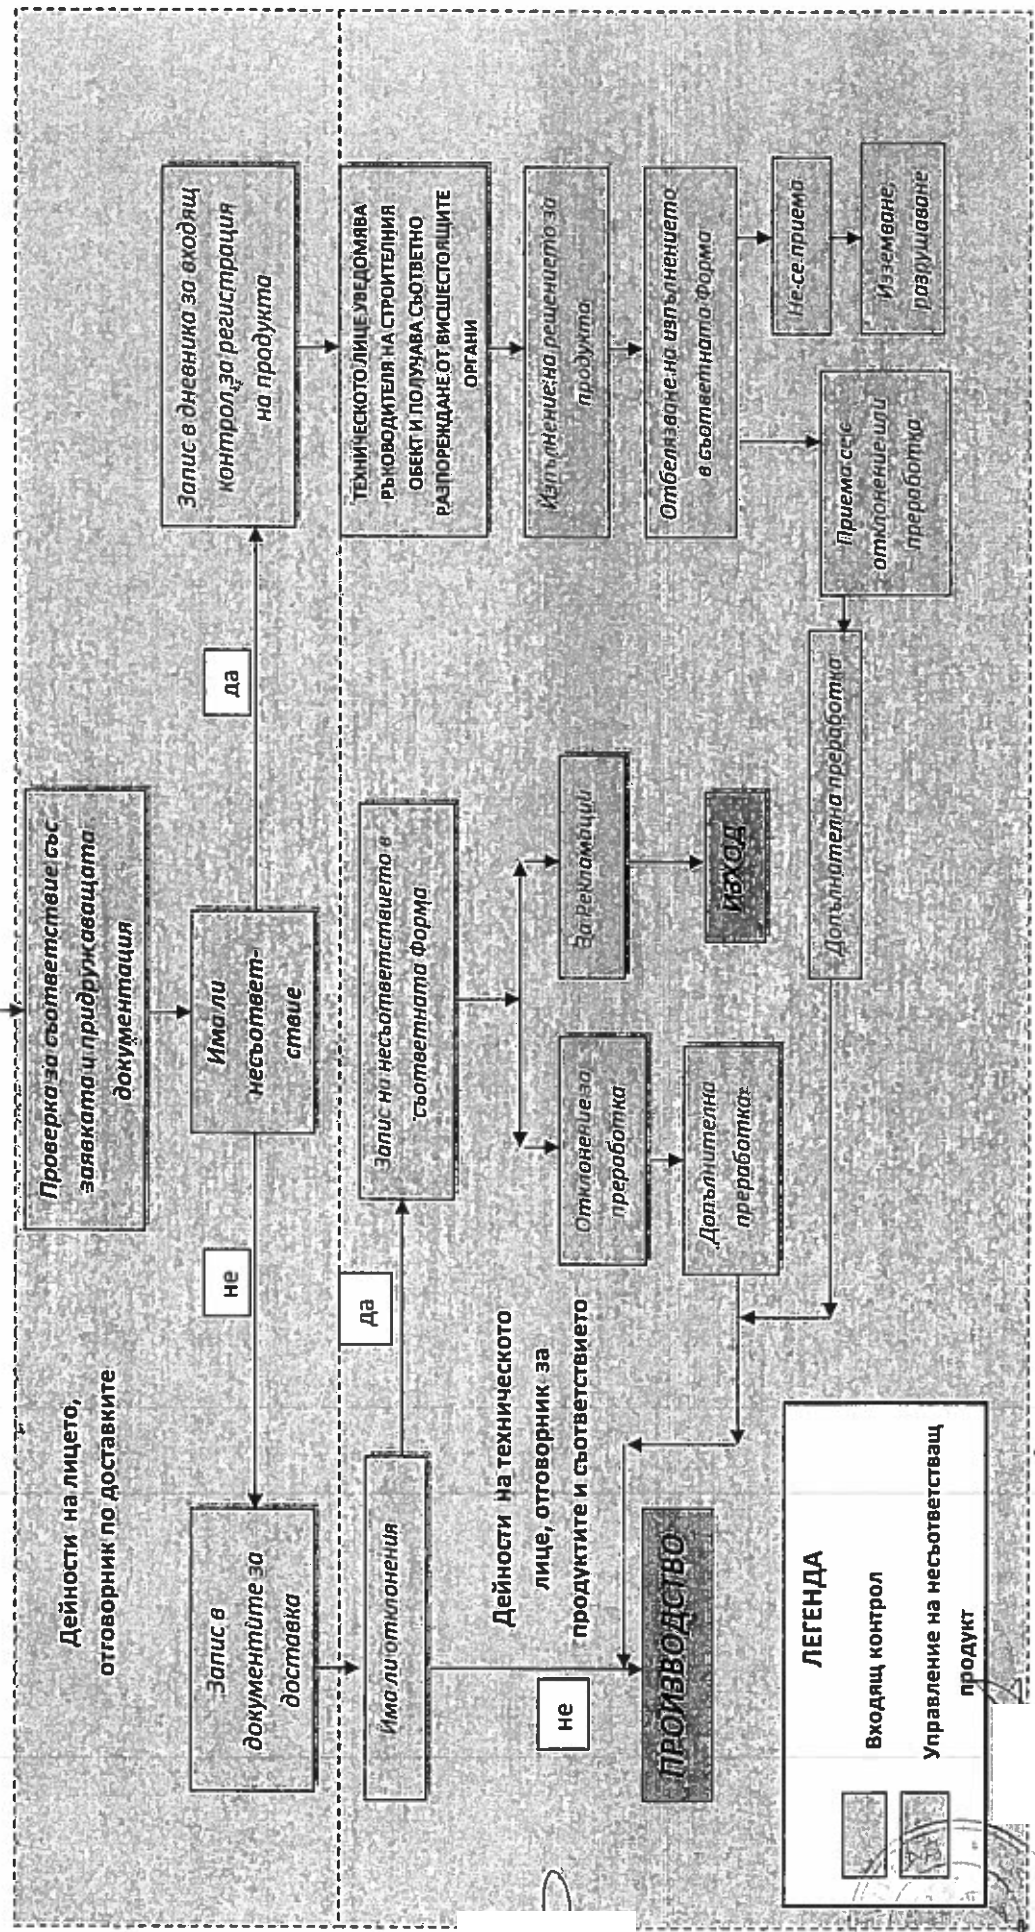 Проверка за съответствие със
заявката и придружаващата
документация
Дейности на лицето,
отговорник по доставките
Има ли
несъответ-
ствие
не
да
Запис в
документите за
доставка
Запис в дневника за входящ
контрол, за регистрация
на продукта
Има ли отклонения
да
Запис на несъответствието в
съответната Форма
ТЕХНИЧЕСКОТО ЛИЦЕ УВЕДОМЯВА
РЪКОВОДИТЕЛЯ НА СТРОИТЕЛНИЯ
ОБЕКТ И ПОЛУЧАВА СЪОТВЕТНО
РАЗПОРЕЖДАНЕ ОТ ВИСШЕСТОЯЩИТЕ
ОРГАНИ
Дейности на техническото
лице, отговорник за
продуктите и съответствието
не
Отклонение за
преработка
За Рекламации
Изпълнение на решението за
продукта
ПРОИЗВОДСТВО
Допълнителна
преработка
ИЗХОД
Отбелязване на изпълнението
в съответната Форма
Не се приема
Приема се с
отклонение или
преработка
Иззeмване,
разрушаване
Допълнителна преработка
ЛЕГЕНДА
Входящ контрол
Управление на несъответстващ
продукт